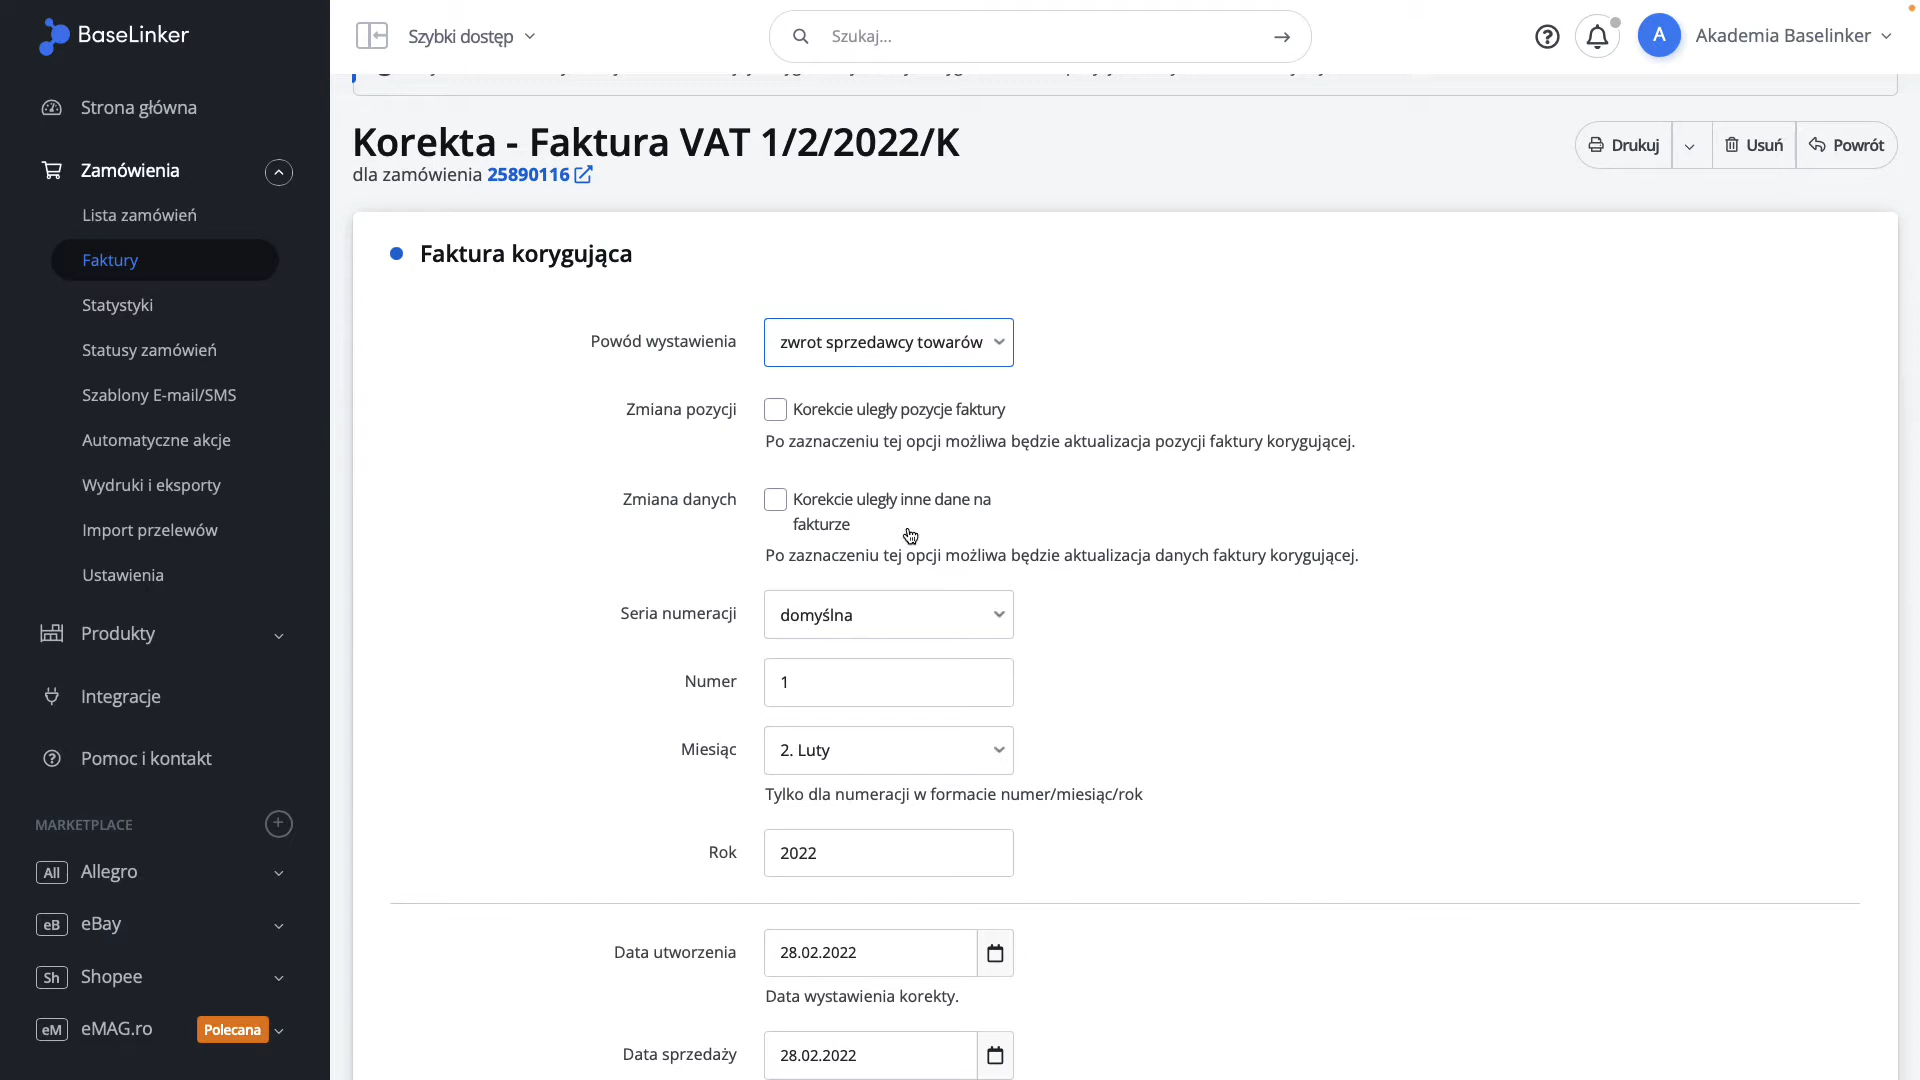 BaseLinker
Szybki dostęp
Szukaj...
A
Akademia Baselinker
Strona główna
Zamówienia
Lista zamówień
Faktury
Statystyki
Statusy zamówień
Szablony E-mail/SMS
Automatyczne akcje
Wydruki i eksporty
Import przelewów
Ustawienia
Produkty
Integracje
Pomoc i kontakt
MARKETPLACE
All Allegro
eB eBay
Sh Shopee
eM eMAG.ro Polecana
Korekta - Faktura VAT 1/2/2022/K
dla zamówienia 25890116
Drukuj
Usuń
Powrót
Faktura korygująca
Powód wystawienia zwrot sprzedawcy towarów
Zmiana pozycji Korekcie uległy pozycje faktury
Po zaznaczeniu tej opcji możliwa będzie aktualizacja pozycji faktury korygującej.
Zmiana danych Korekcie uległy inne dane na
fakturze
Po zaznaczeniu tej opcji możliwa będzie aktualizacja danych faktury korygującej.
Seria numeracji domyślna
Numer 1
Miesiąc 2. Luty
Tylko dla numeracji w formacie numer/miesiąc/rok
Rok 2022
Data utworzenia 28.02.2022
Data wystawienia korekty.
Data sprzedaży 28.02.2022